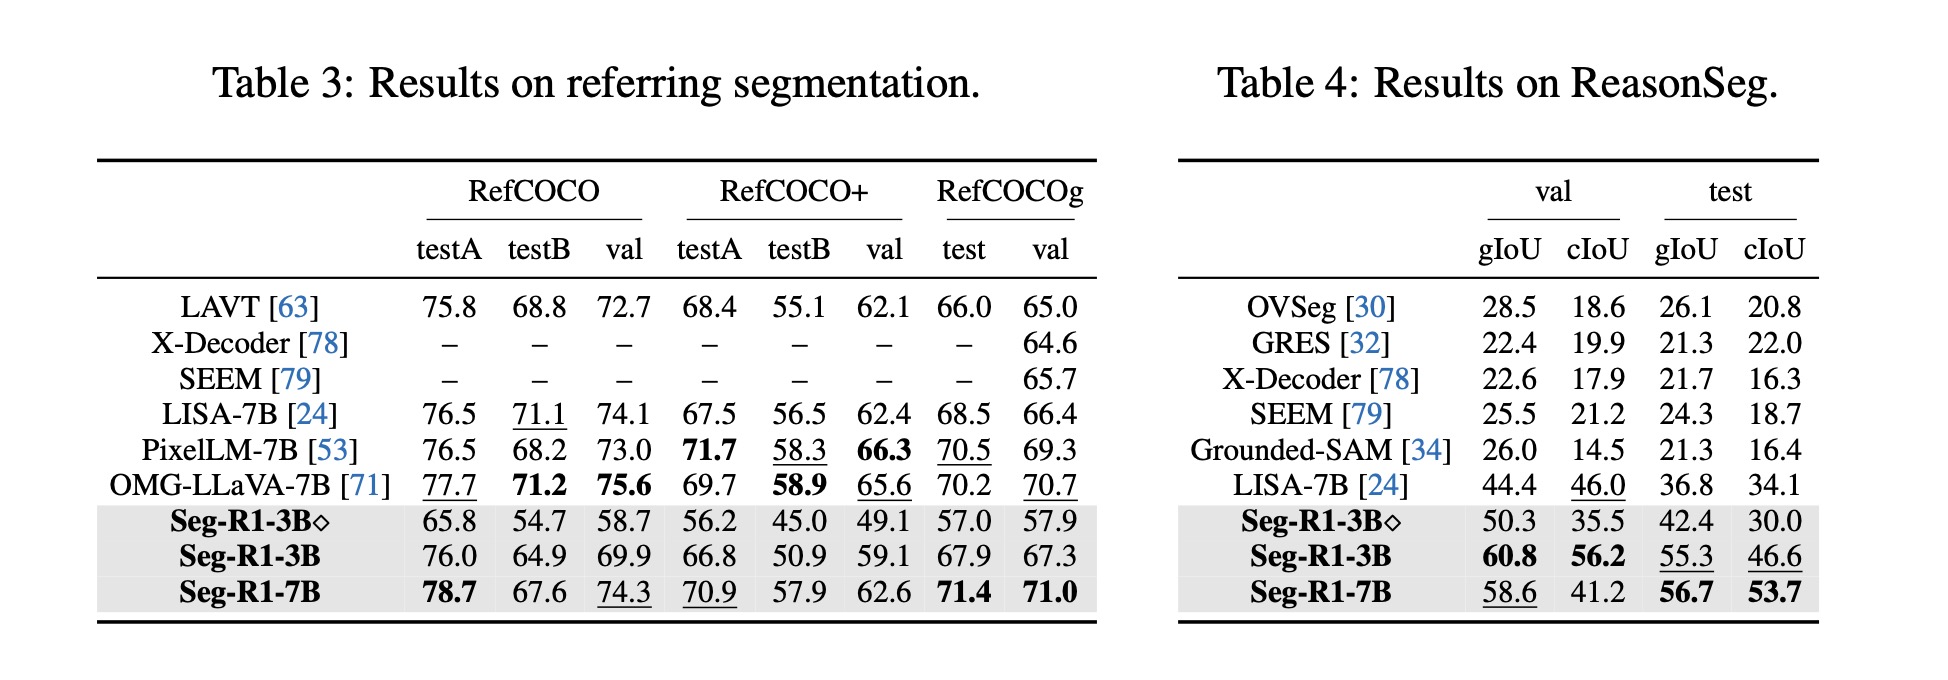 Table 3: Results on referring segmentation.
RefCOCO RefCOCO+ RefCOCOg
testA testB val testA testB val test val
LAVT [63] 75.8 68.8 72.7 68.4 55.1 62.1 66.0 65.0
X-Decoder [78] – – – – – – – 64.6
SEEM [79] – – – – – – – 65.7
LISA-7B [24] 76.5 71.1 74.1 67.5 56.5 62.4 68.5 66.4
PixelLM-7B [53] 76.5 68.2 73.0 71.7 58.3 66.3 70.5 69.3
OMG-LLaVA-7B [71] 77.7 71.2 75.6 69.7 58.9 65.6 70.2 70.7
Seg-R1-3B◇ 65.8 54.7 58.7 56.2 45.0 49.1 57.0 57.9
Seg-R1-3B 76.0 64.9 69.9 66.8 50.9 59.1 67.9 67.3
Seg-R1-7B 78.7 67.6 74.3 70.9 57.9 62.6 71.4 71.0
Table 4: Results on ReasonSeg.
val test
gIoU cIoU gIoU cIoU
OVSeg [30] 28.5 18.6 26.1 20.8
GRES [32] 22.4 19.9 21.3 22.0
X-Decoder [78] 22.6 17.9 21.7 16.3
SEEM [79] 25.5 21.2 24.3 18.7
Grounded-SAM [34] 26.0 14.5 21.3 16.4
LISA-7B [24] 44.4 46.0 36.8 34.1
Seg-R1-3B◇ 50.3 35.5 42.4 30.0
Seg-R1-3B 60.8 56.2 55.3 46.6
Seg-R1-7B 58.6 41.2 56.7 53.7